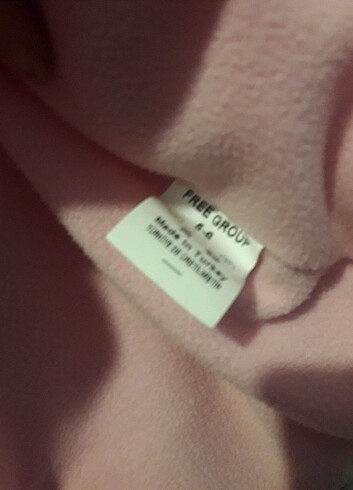 FREE GROUP
5-6
Made in Turkey
TÜRKİYE DE ÜRETİLMİŞTİR